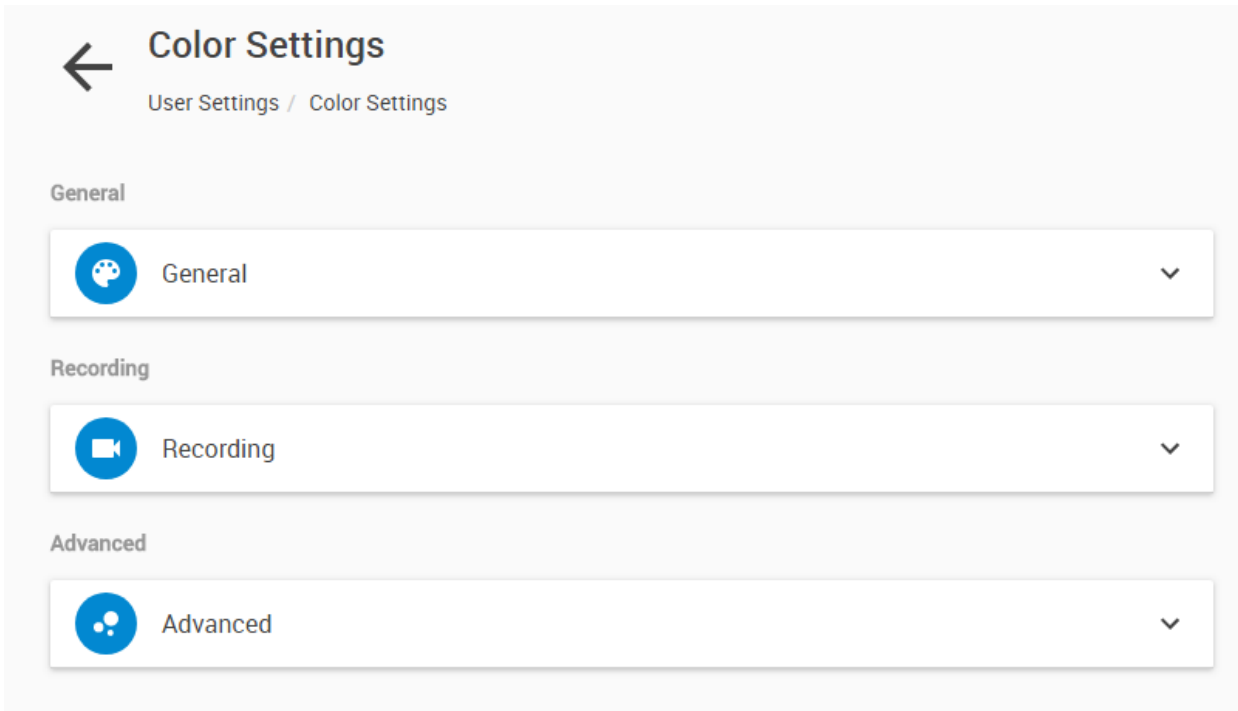 Color Settings
User Settings / Color Settings
General
General
Recording
Recording
Advanced
Advanced